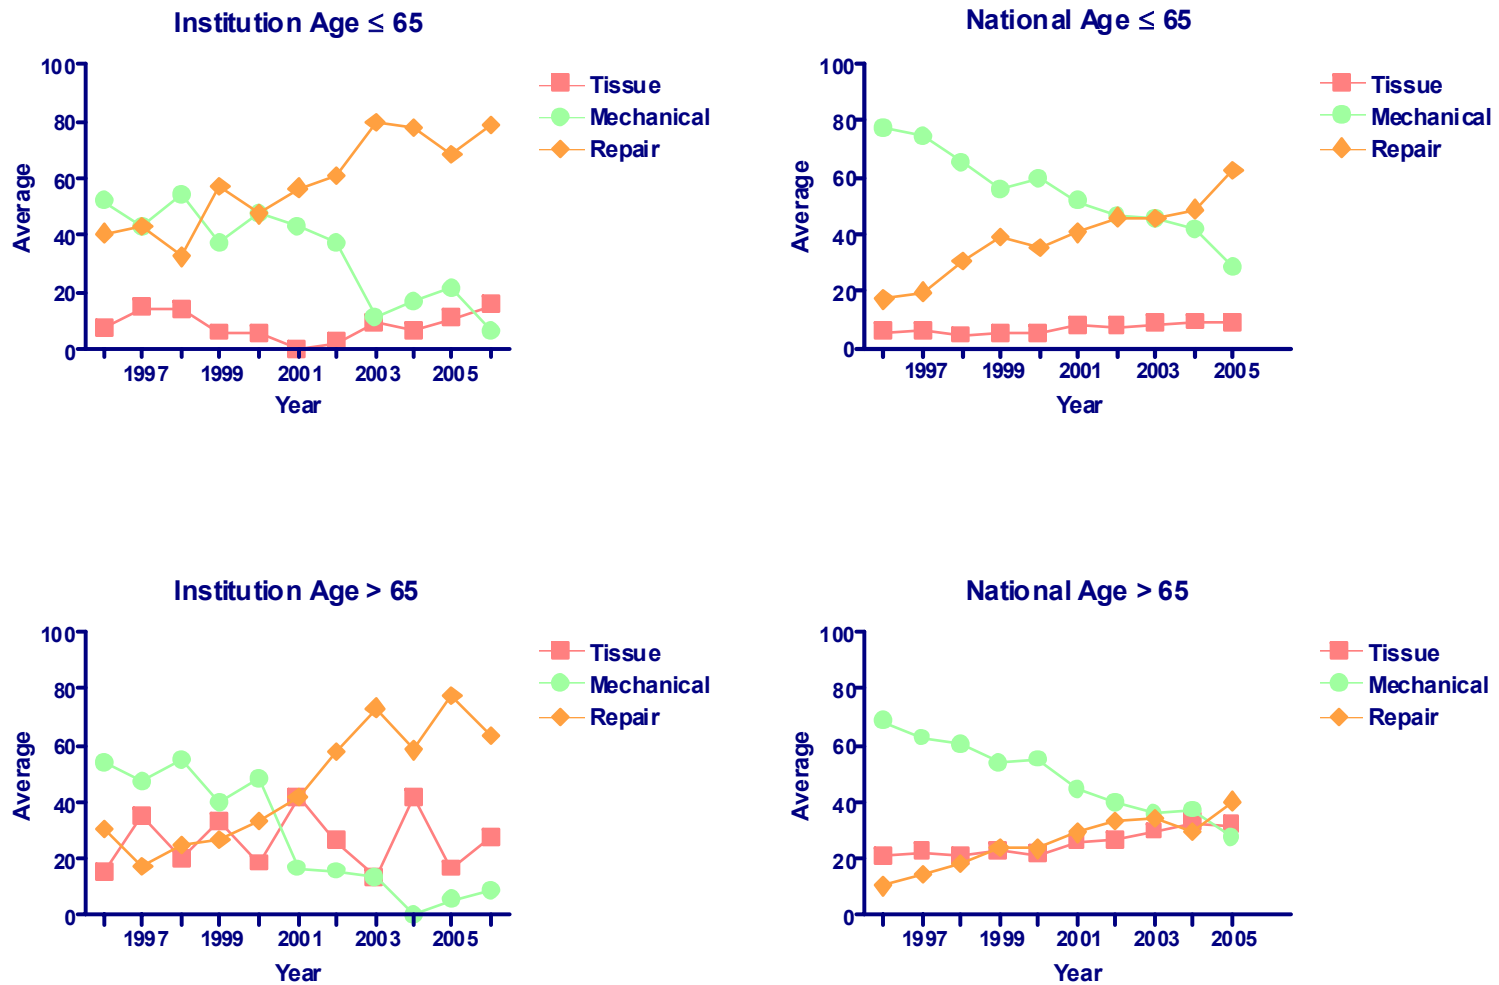 Institution Age ≤ 65
100
80
60
40
20
0
Average
1997 1999 2001 2003 2005
Year
Tissue
Mechanical
Repair
National Age ≤ 65
100
80
60
40
20
0
Average
1997 1999 2001 2003 2005
Year
Tissue
Mechanical
Repair
Institution Age > 65
100
80
60
40
20
0
Average
1997 1999 2001 2003 2005
Year
Tissue
Mechanical
Repair
National Age > 65
100
80
60
40
20
0
Average
1997 1999 2001 2003 2005
Year
Tissue
Mechanical
Repair